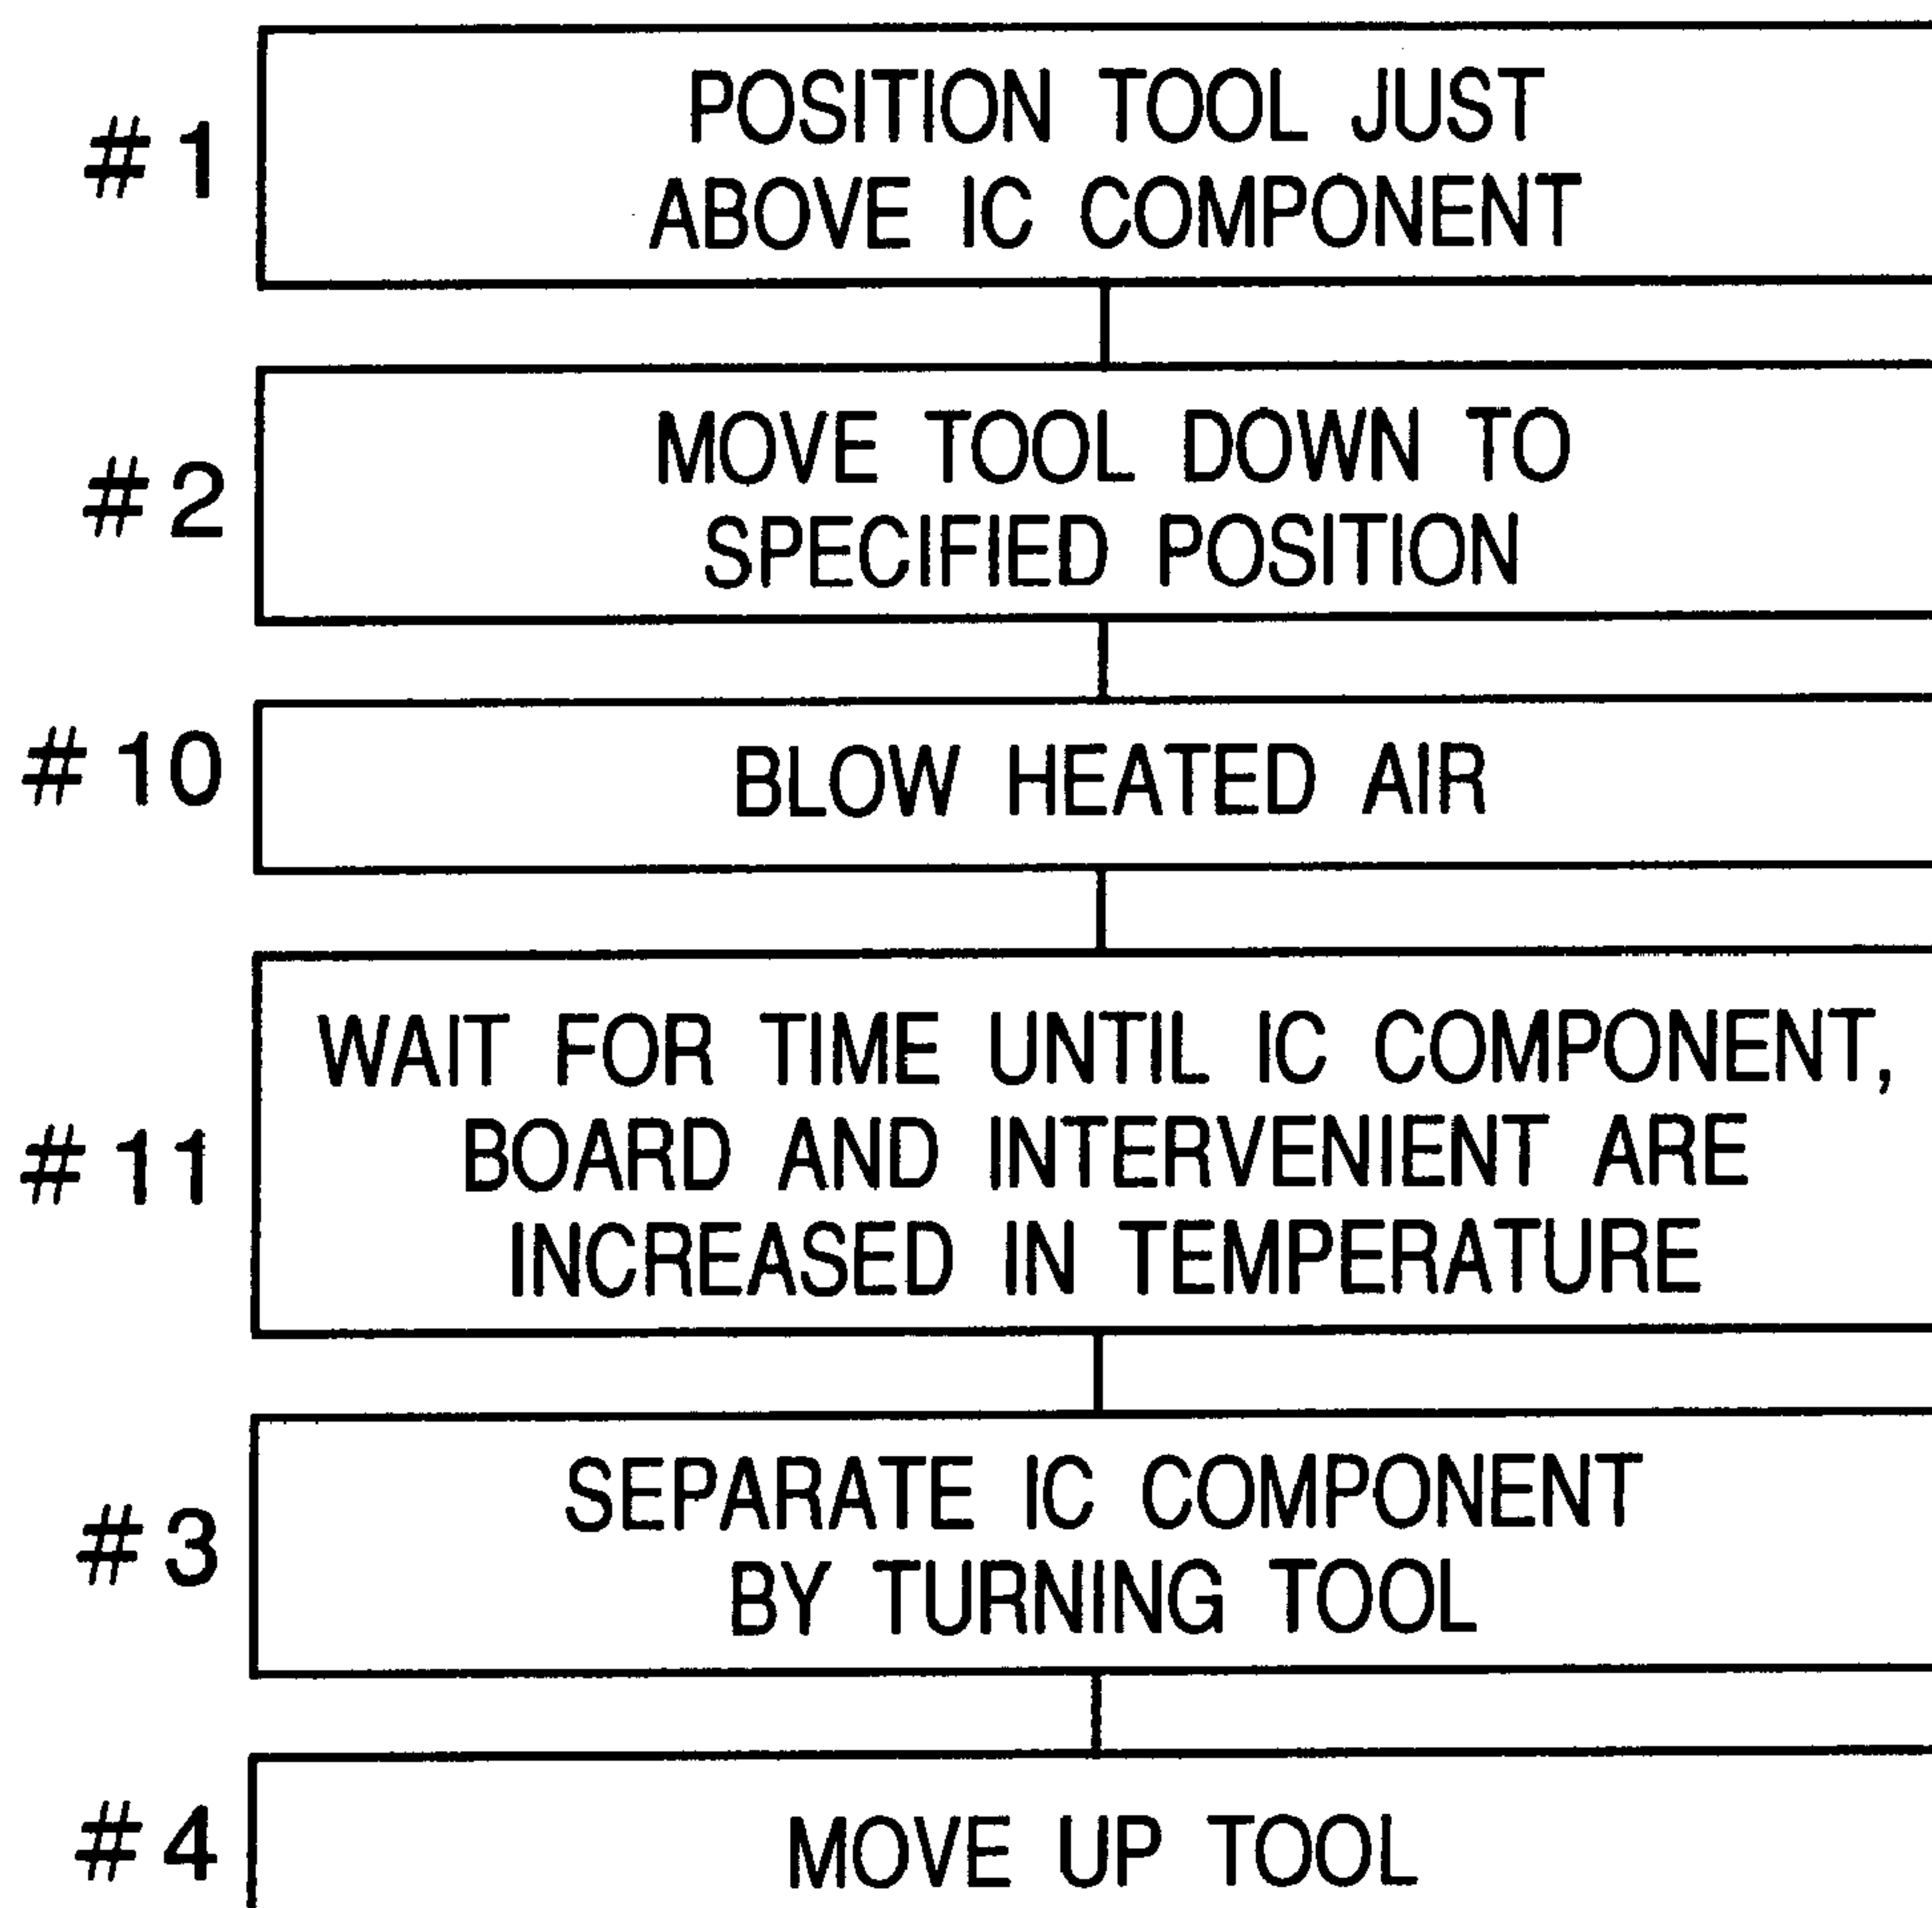 #1
POSITION TOOL JUST
ABOVE IC COMPONENT
#2
MOVE TOOL DOWN TO
SPECIFIED POSITION
#10
BLOW HEATED AIR
#11
WAIT FOR TIME UNTIL IC COMPONENT,
BOARD AND INTERVENIENT ARE
INCREASED IN TEMPERATURE
#3
SEPARATE IC COMPONENT
BY TURNING TOOL
#4
MOVE UP TOOL